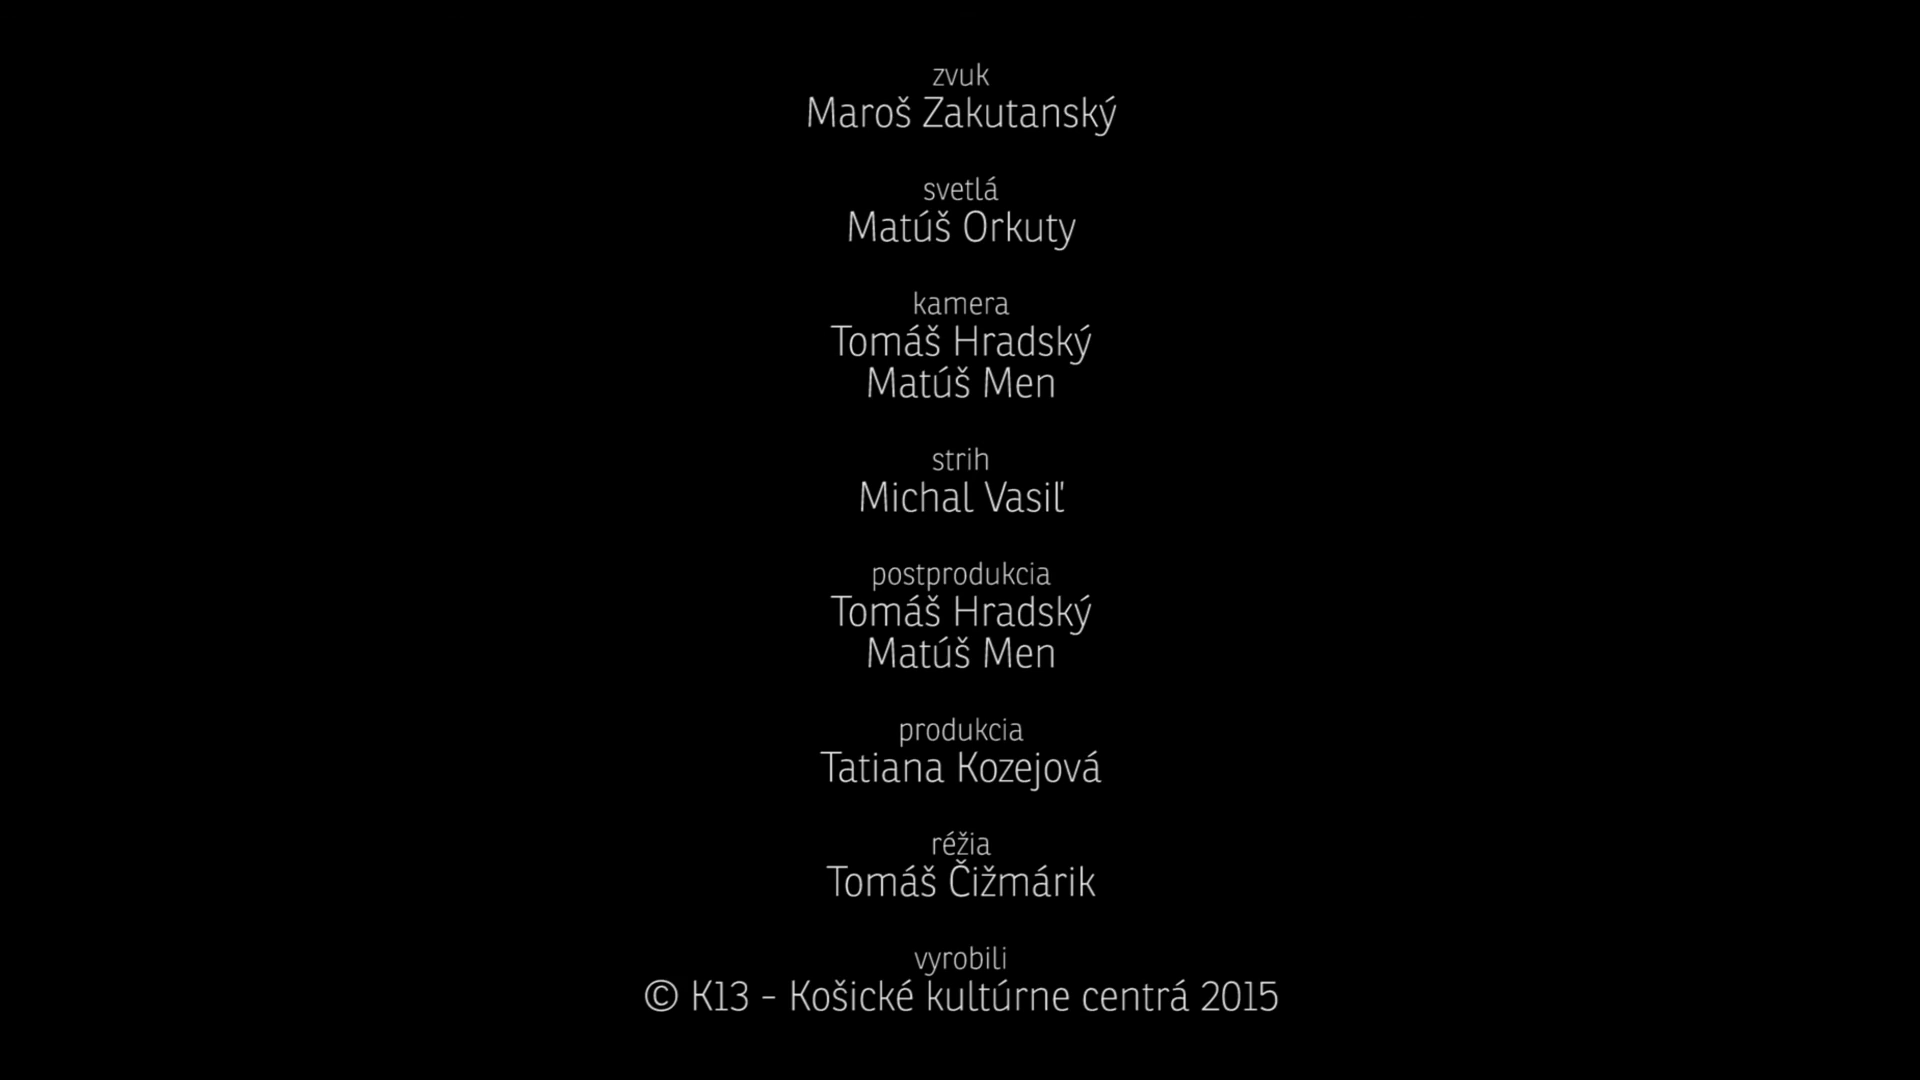 zvuk
Maroš Zakutanský
svetlá
Matúš Orkuty
kamera
Tomáš Hradský
Matúš Men
strih
Michal Vasiľ
postprodukcia
Tomáš Hradský
Matúš Men
produkcia
Tatiana Kozejová
réžia
Tomáš Čižmárik
vyrobili
© K13 - Košické kultúrne centrá 2015